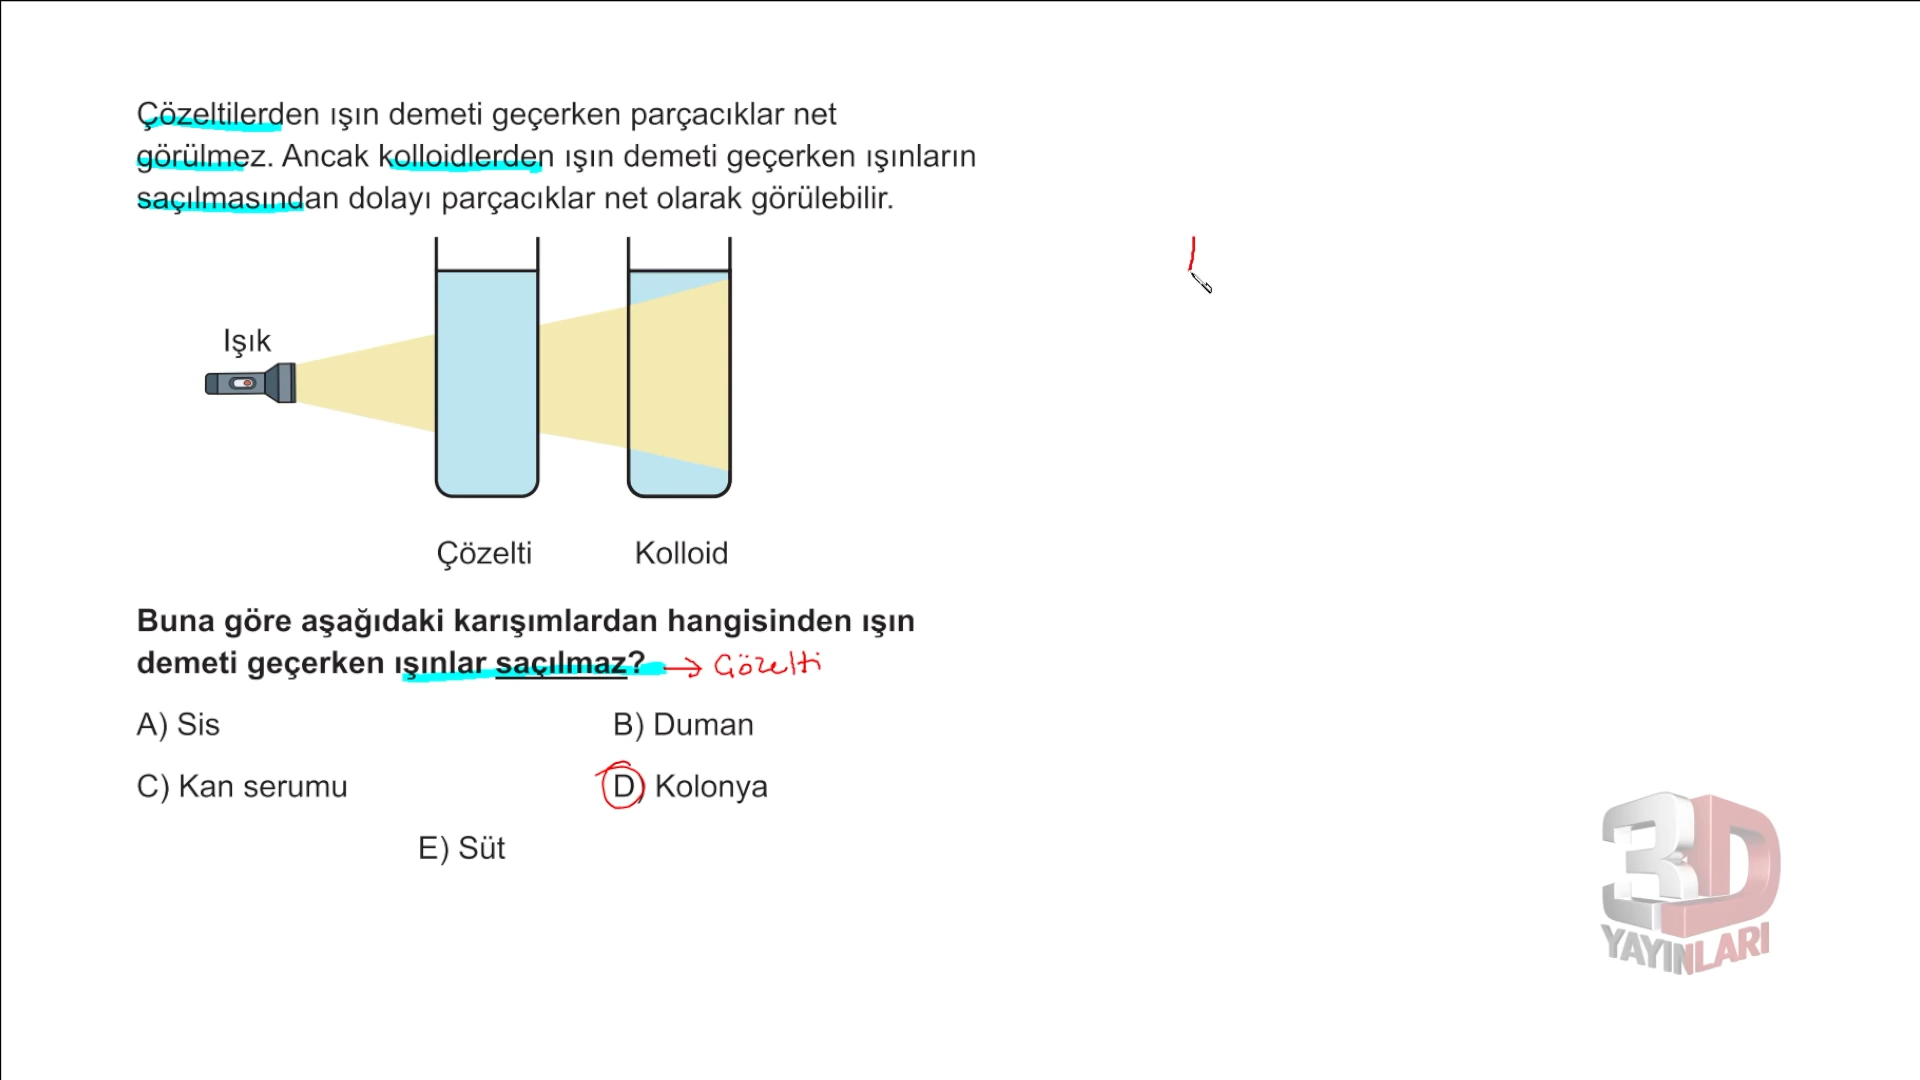 Çözeltilerden ışın demeti geçerken parçacıklar net
görülmez. Ancak kolloidlerden ışın demeti geçerken ışınların
saçılmasından dolayı parçacıklar net olarak görülebilir.
Işık
Çözelti Kolloid
Buna göre aşağıdaki karışımlardan hangisinden ışın
demeti geçerken ışınlar saçılmaz? → Çözelti
A) Sis B) Duman
C) Kan serumu D) Kolonya
E) Süt
3D
YAYINLARI